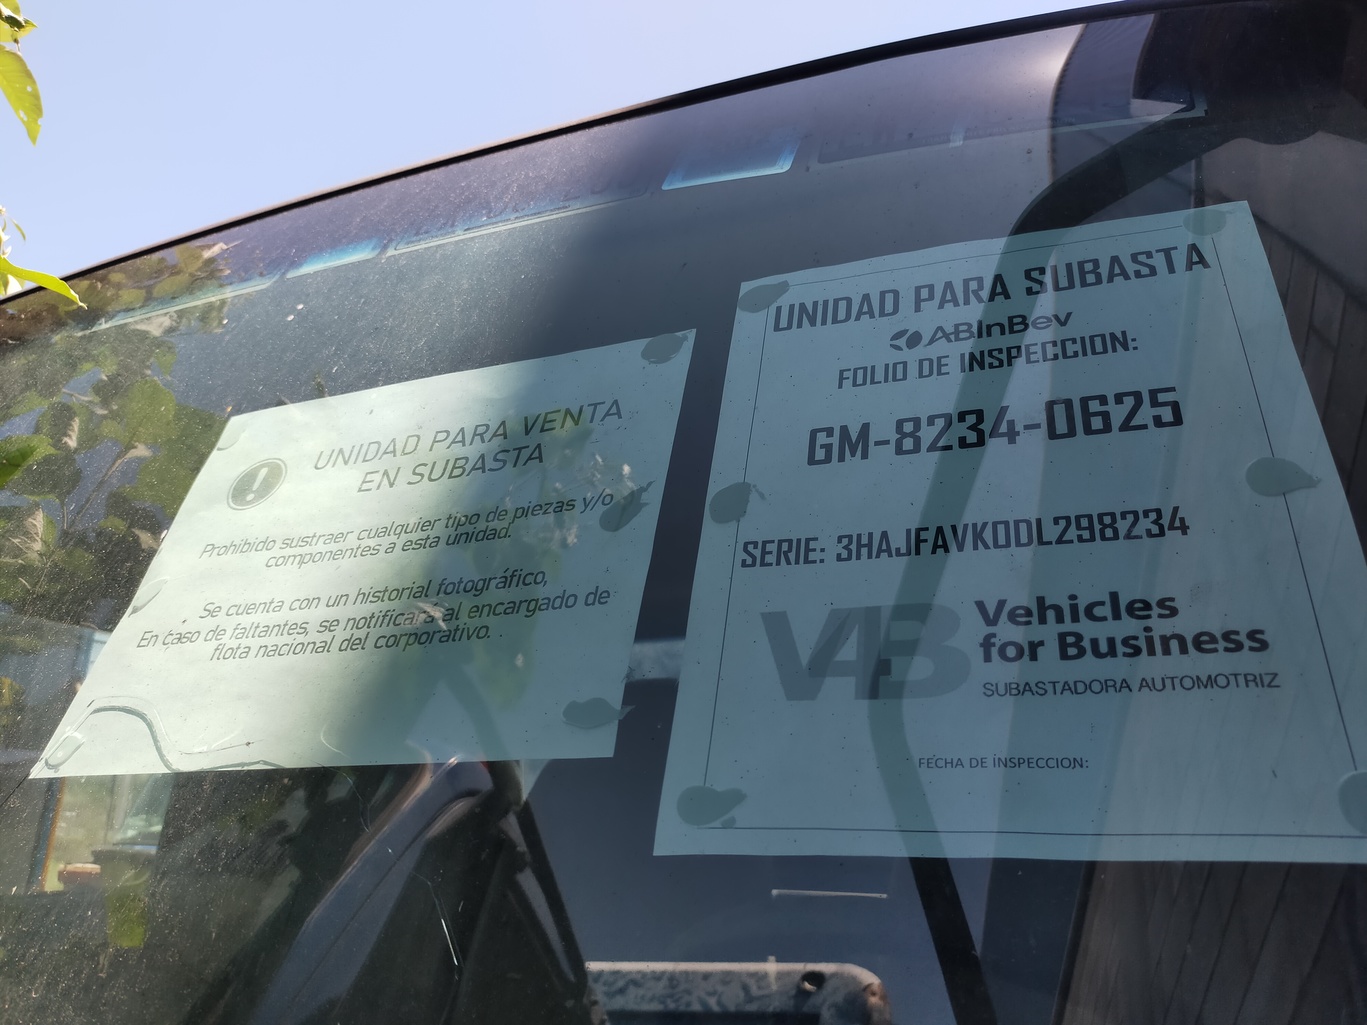 UNIDAD PARA VENTA
EN SUBASTA
!
Prohibido sustraer cualquier tipo de piezas y/o
componentes a esta unidad.
Se cuenta con un historial fotográfico,
En caso de faltantes, se notificará al encargado de
flota nacional del corporativo.
UNIDAD PARA SUBASTA
ABInBev
FOLIO DE INSPECCION:
GM-8234-0625
SERIE: 3HAJFAVK0DL298234
V4B
Vehicles
for Business
SUBASTADORA AUTOMOTRIZ
FECHA DE INSPECCION: